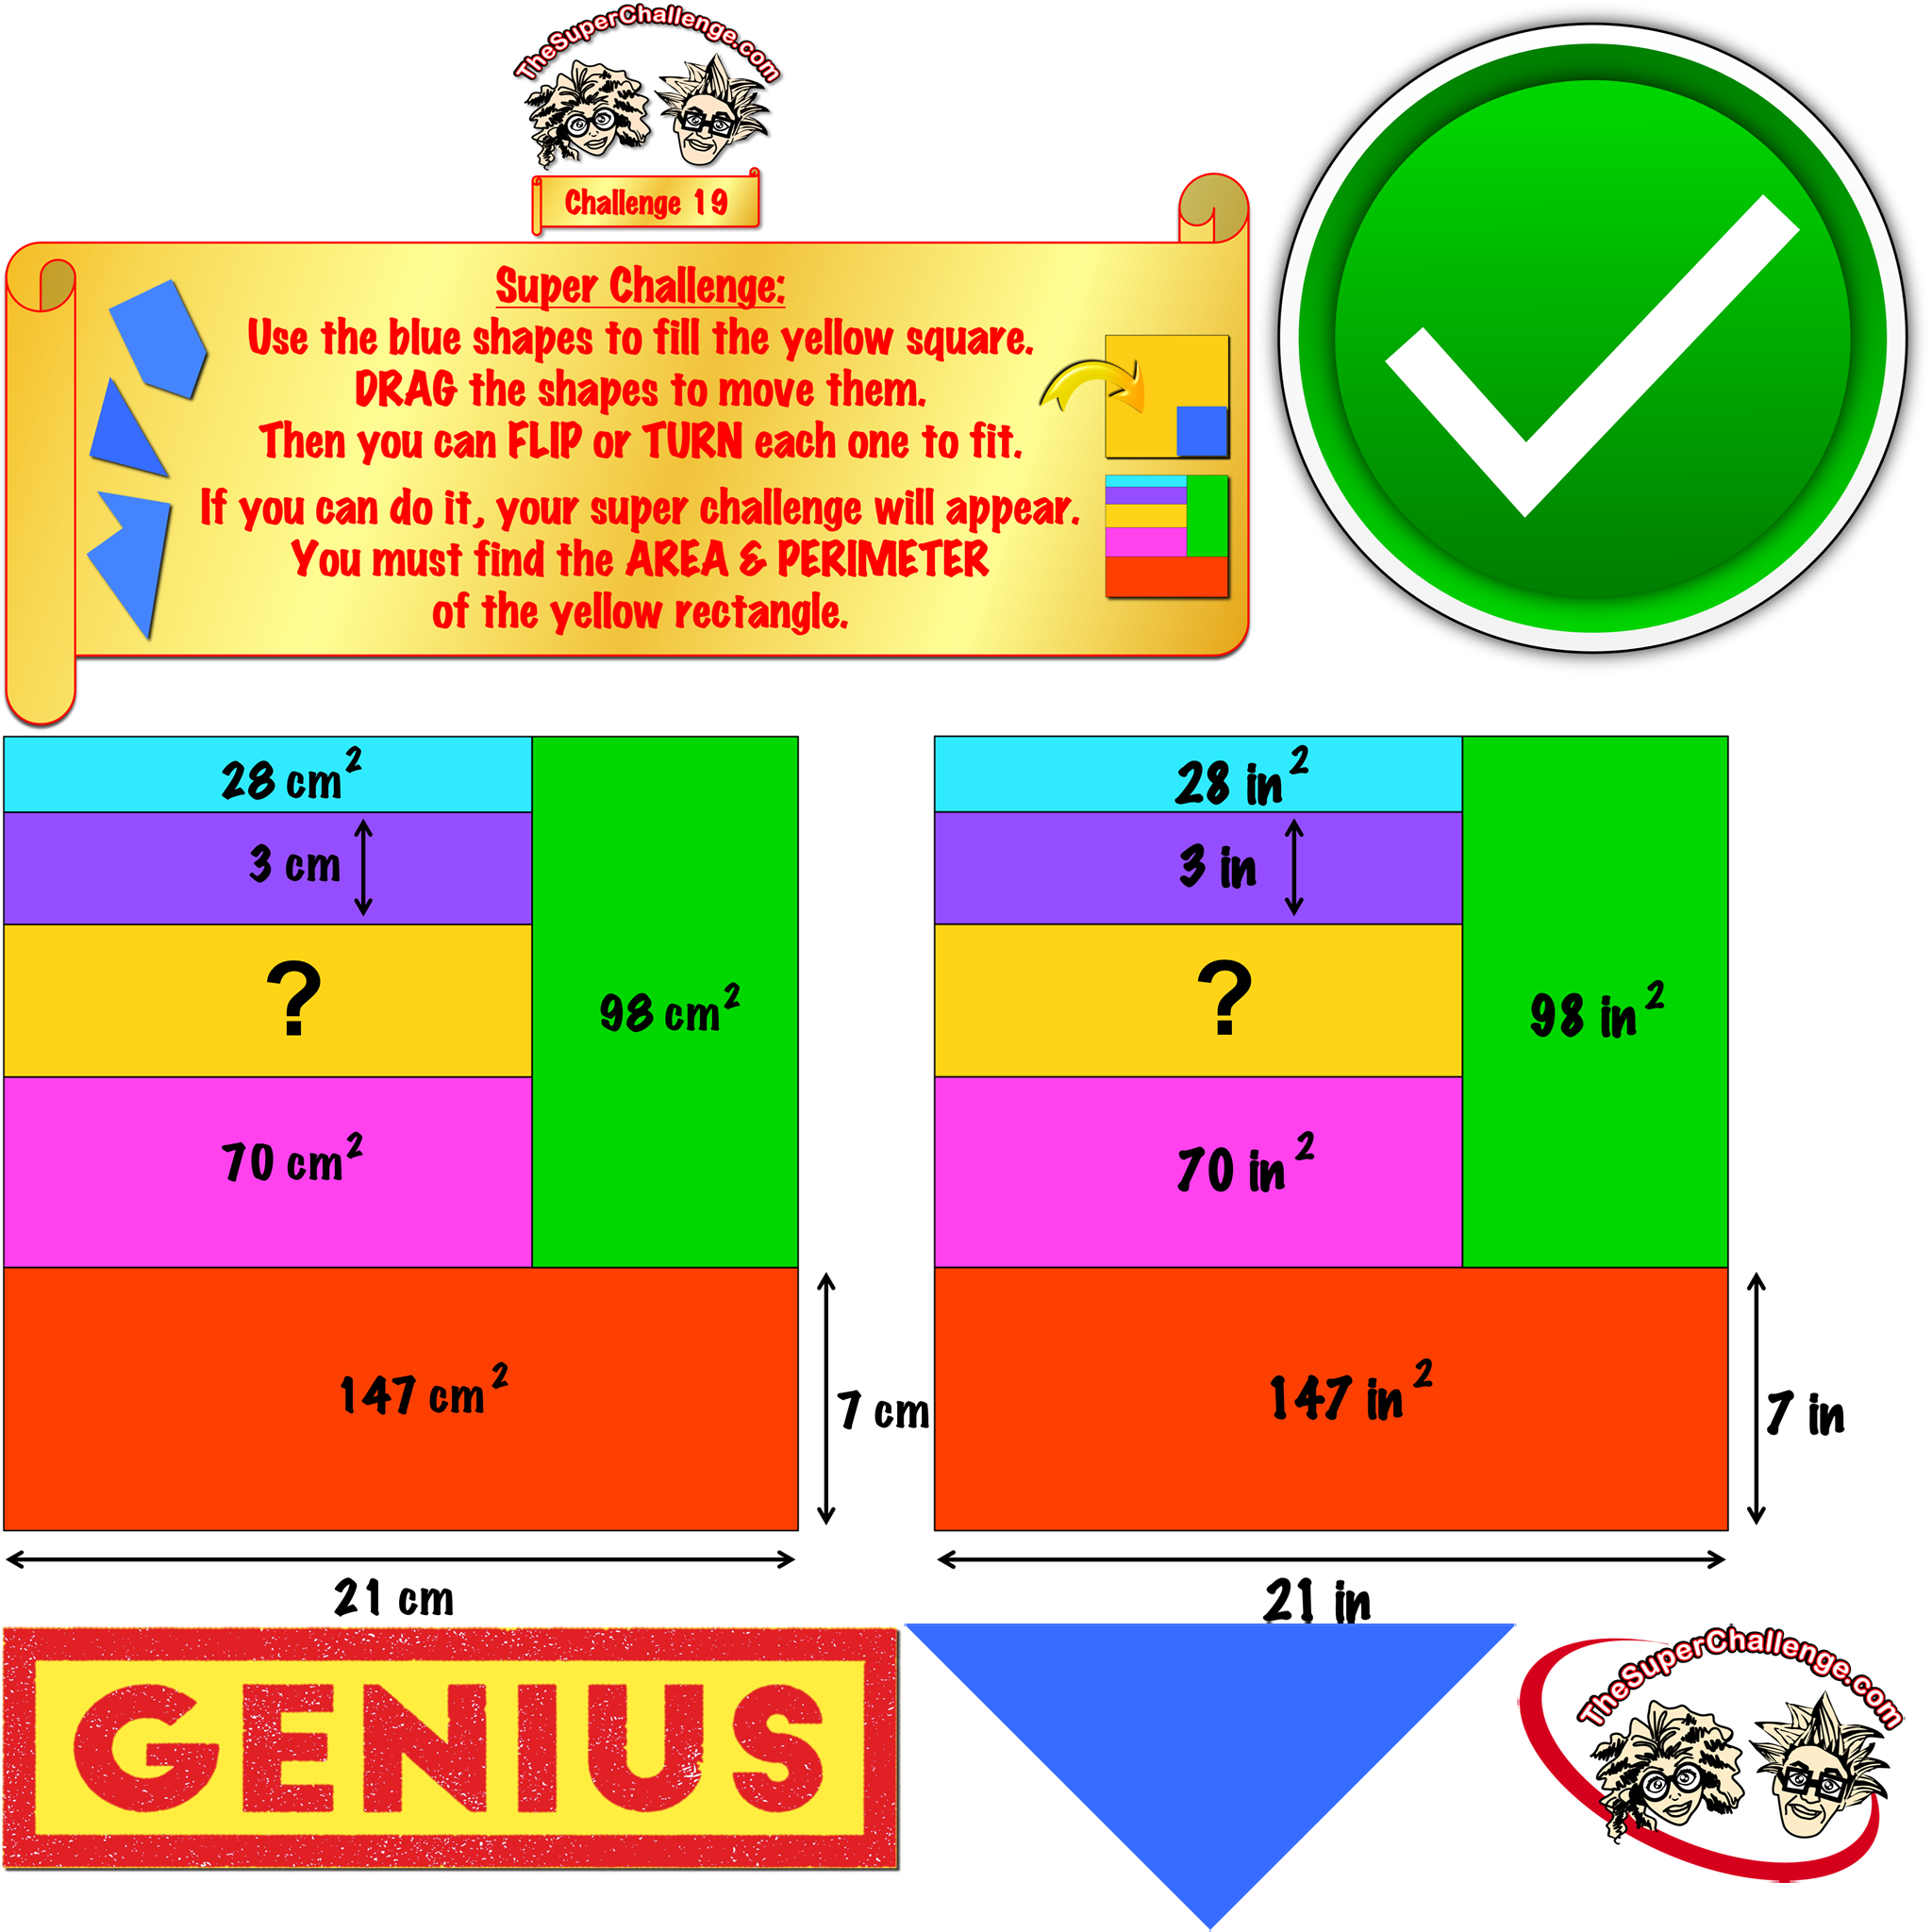 TheSuperChallenge.com
Challenge 19
Super Challenge:
Use the blue shapes to fill the yellow square.
DRAG the shapes to move them.
Then you can FLIP or TURN each one to fit.
If you can do it, your super challenge will appear.
You must find the AREA & PERIMETER
of the yellow rectangle.
28 cm²
3 cm
?
98 cm²
70 cm²
147 cm²
7 cm
21 cm
28 in²
3 in
?
98 in²
70 in²
147 in²
7 in
21 in
GENIUS
TheSuperChallenge.com